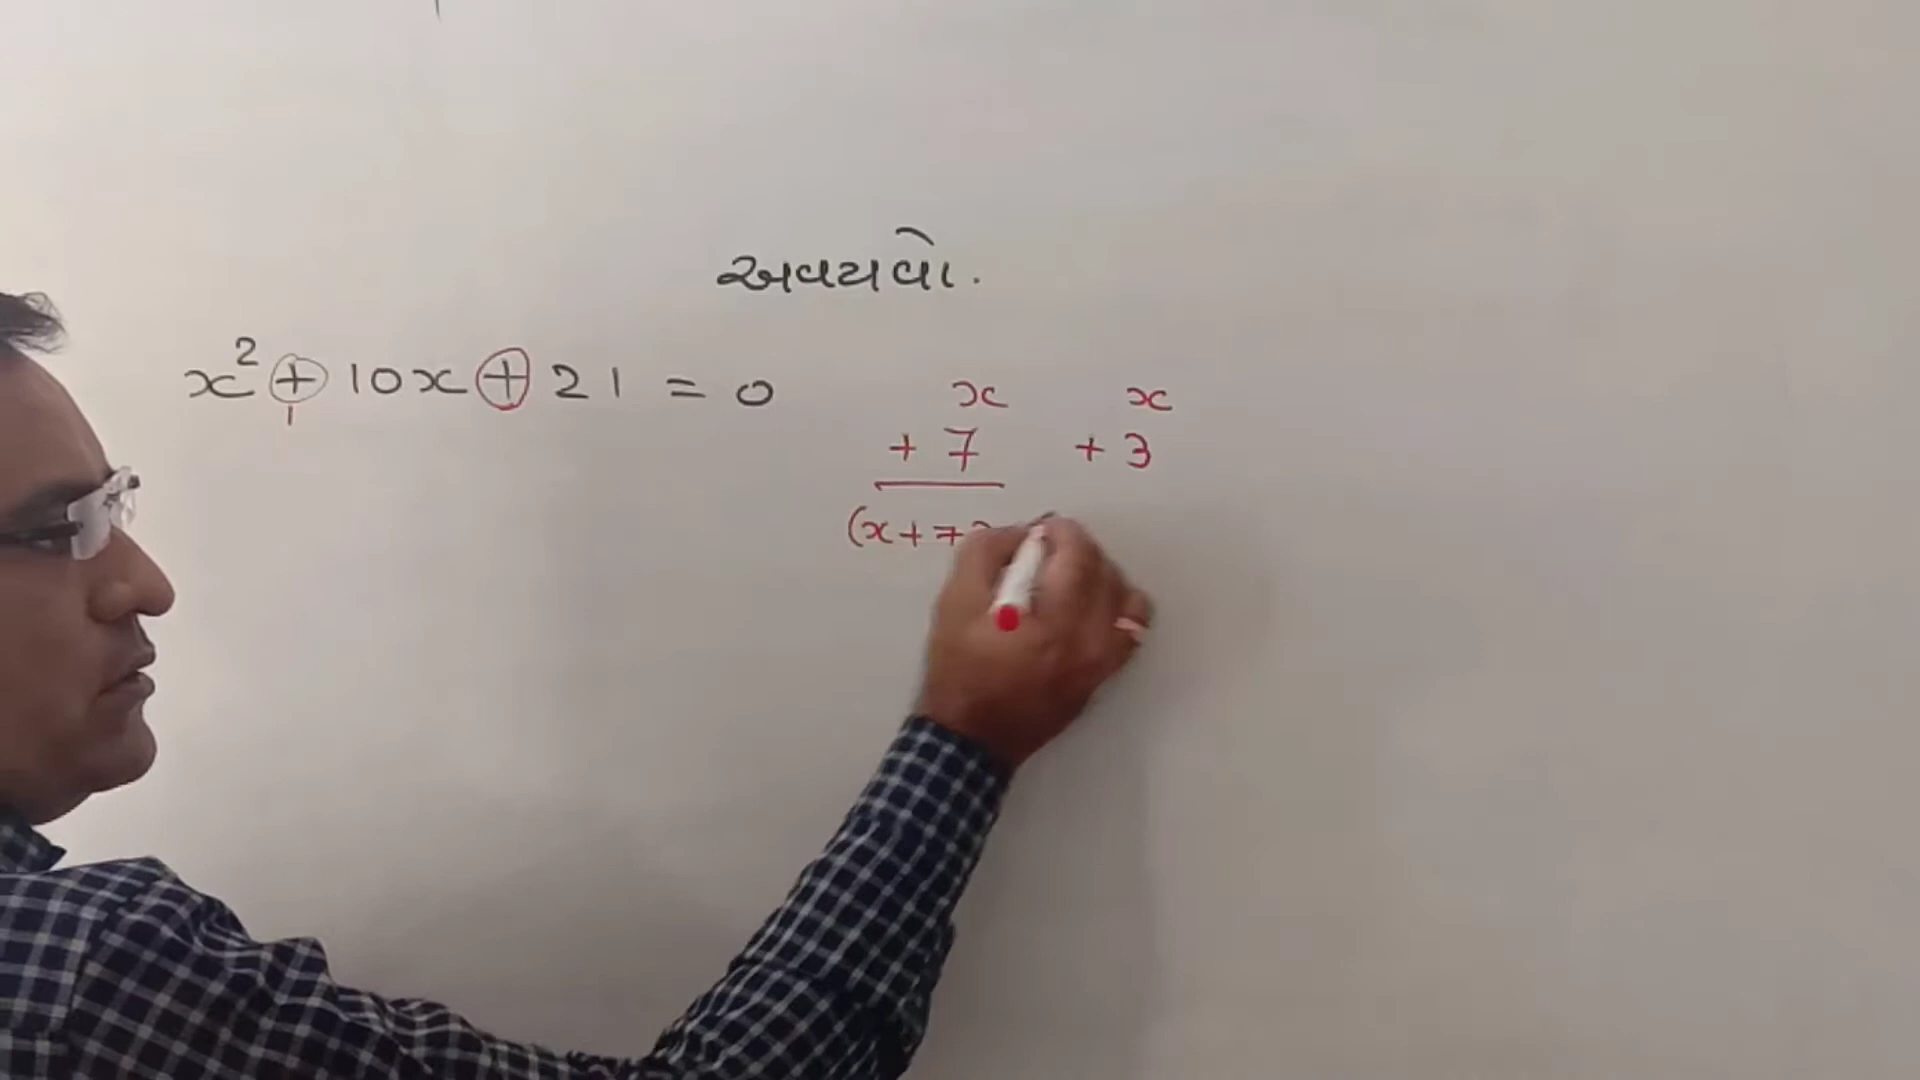 અવયવો.
x² + 10x + 21 = 0
x x
+ 7 + 3
(x+7)